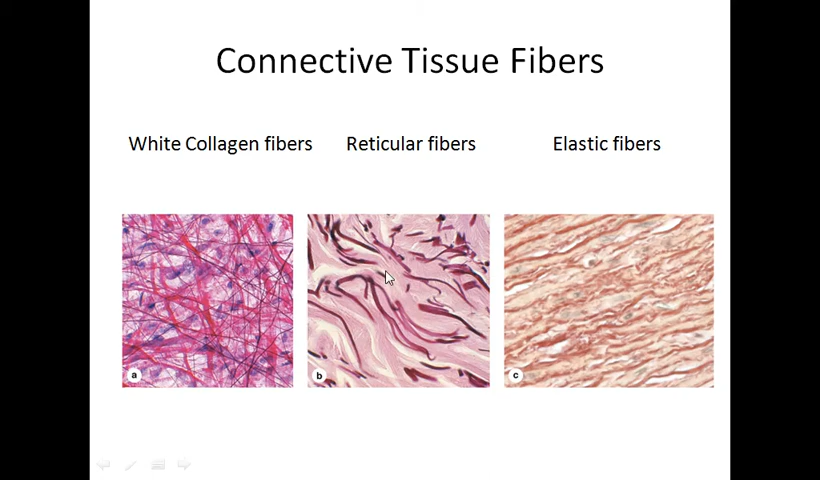 Connective Tissue Fibers
White Collagen fibers
Reticular fibers
Elastic fibers
a
b
c